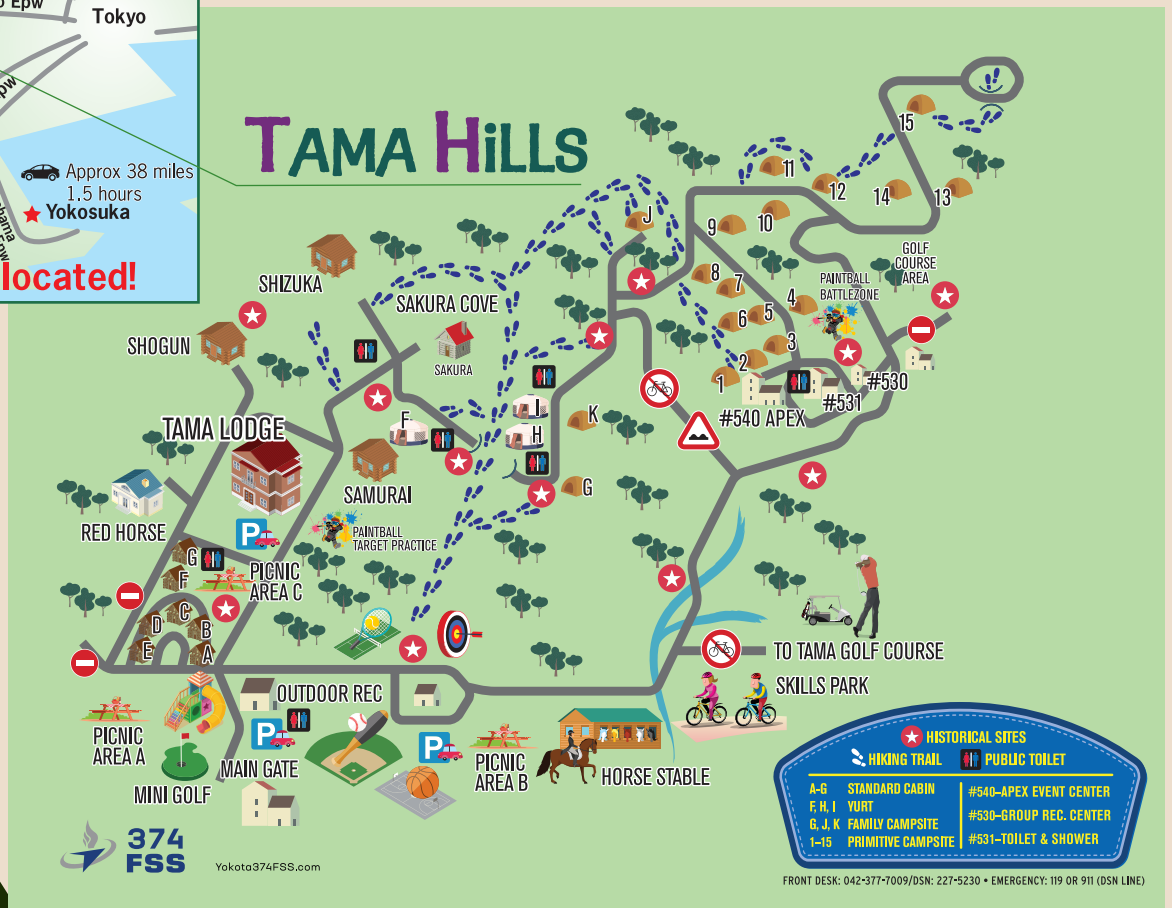 Epw
Tokyo
Approx 38 miles
1.5 hours
Yokosuka
located!
TAMA HiLLS
SHIZUKA
SHOGUN
SAKURA COVE
SAKURA
TAMA LODGE
RED HORSE
SAMURAI
PAINTBALL
TARGET PRACTICE
P
PICNIC
AREA C
G
F
C
D
B
E
A
F
I
H
K
G
J
11
12
15
14
13
10
9
8
7
6
5
4
3
2
1
GOLF
COURSE
AREA
PAINTBALL
BATTLEZONE
#530
#531
#540 APEX
TO TAMA GOLF COURSE
SKILLS PARK
OUTDOOR REC
P
MAIN GATE
PICNIC
AREA A
MINI GOLF
P
PICNIC
AREA B
HORSE STABLE
HISTORICAL SITES
HIKING TRAIL
PUBLIC TOILET
A-G STANDARD CABIN
F, H, I YURT
G, J, K FAMILY CAMPSITE
1–15 PRIMITIVE CAMPSITE
#540–APEX EVENT CENTER
#530–GROUP REC. CENTER
#531–TOILET & SHOWER
FRONT DESK: 042-377-7009/DSN: 227-5230 • EMERGENCY: 119 OR 911 (DSN LINE)
374
FSS
Yokota374FSS.com